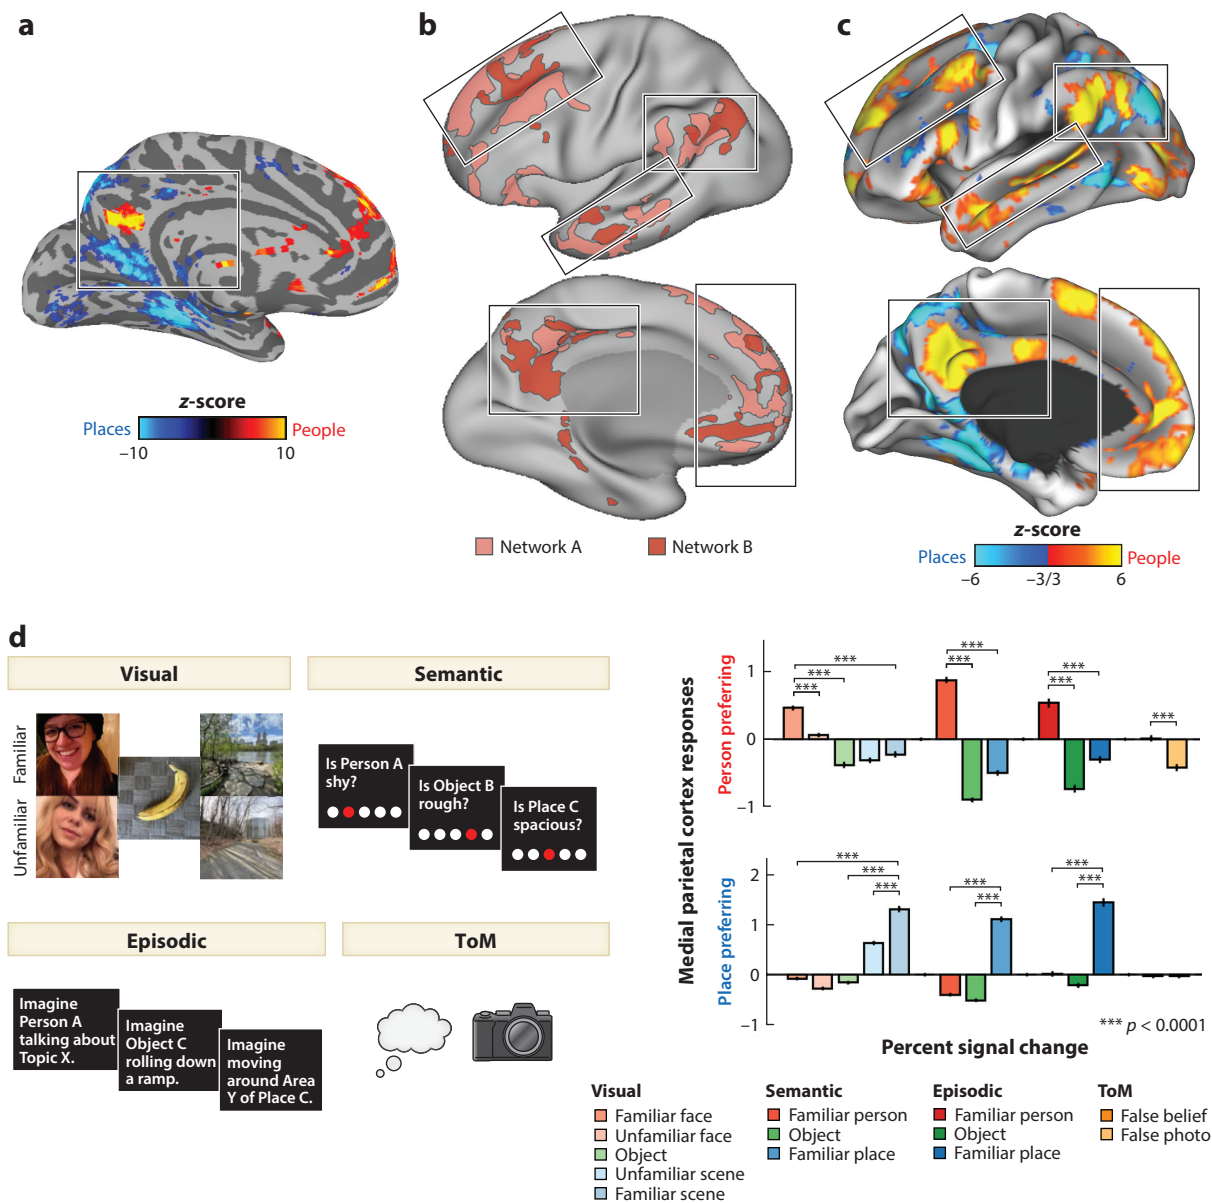 a
b
c
z-score
Places
People
−10
10
Network A
Network B
z-score
Places
People
−6
−3/3
6
d
Visual
Semantic
Familiar
Unfamiliar
Is Person A
shy?
Is Object B
rough?
Is Place C
spacious?
Episodic
ToM
Imagine
Person A
talking about
Topic X.
Imagine
Object C
rolling down
a ramp.
Imagine
moving
around Area
Y of Place C.
Medial parietal cortex responses
Person preferring
1
0
−1
***
***
***
***
***
***
***
***
Place preferring
2
1
0
−1
***
***
***
***
***
***
***
*** p < 0.0001
Percent signal change
Visual
Familiar face
Unfamiliar face
Object
Unfamiliar scene
Familiar scene
Semantic
Familiar person
Object
Familiar place
Episodic
Familiar person
Object
Familiar place
ToM
False belief
False photo